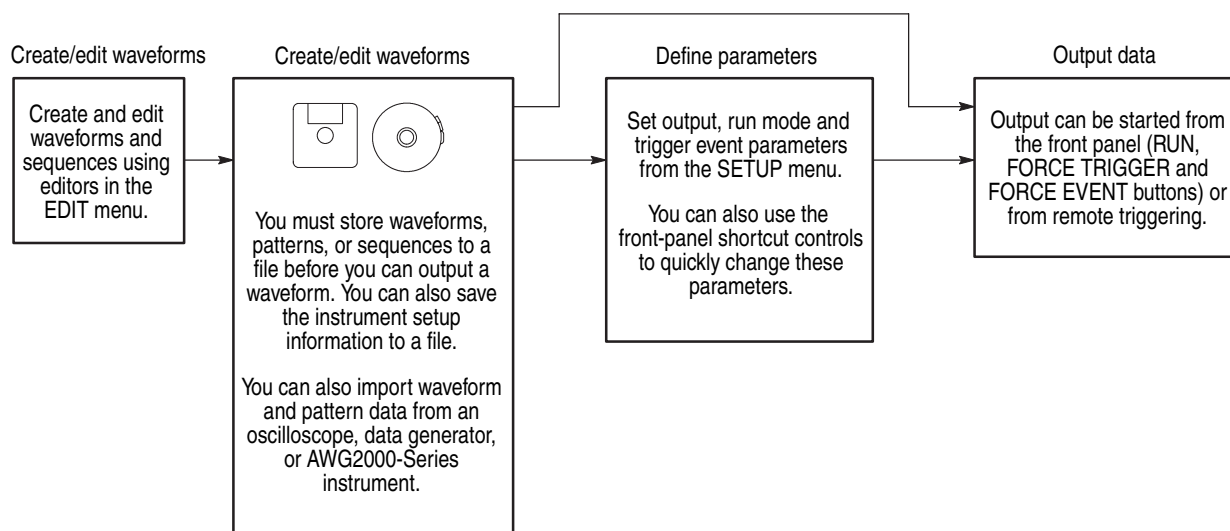 Create/edit waveforms
Create and edit
waveforms and
sequences using
editors in the
EDIT menu.
Create/edit waveforms
You must store waveforms,
patterns, or sequences to a
file before you can output a
waveform. You can also save
the instrument setup
information to a file.
You can also import waveform
and pattern data from an
oscilloscope, data generator,
or AWG2000-Series
instrument.
Define parameters
Set output, run mode and
trigger event parameters
from the SETUP menu.
You can also use the
front-panel shortcut controls
to quickly change these
parameters.
Output data
Output can be started from
the front panel (RUN,
FORCE TRIGGER and
FORCE EVENT buttons) or
from remote triggering.